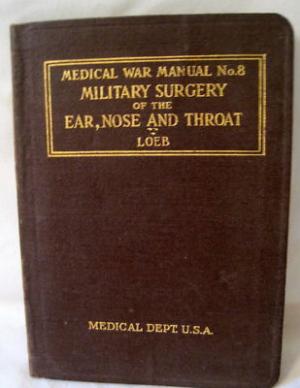 MEDICAL WAR MANUAL No.8
MILITARY SURGERY
OF THE
EAR, NOSE AND THROAT
LOEB
MEDICAL DEPT. U.S.A.